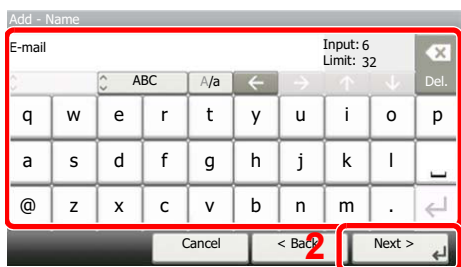 Add - Name
E-mail
Input: 6
Limit: 32
ABC A/a Del.
q w e r t y u i o p
a s d f g h j k l _
@ z x c v b n m .
Cancel < Back 2 Next >